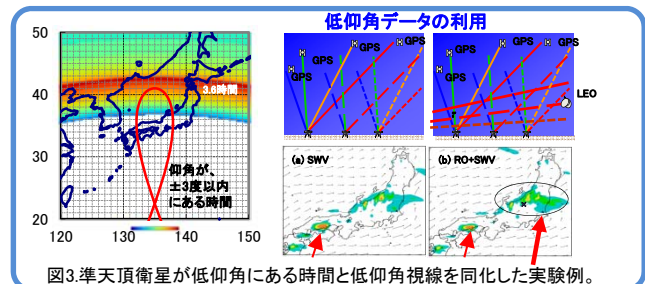 低仰角データの利用
50
40
30
20
120
130
140
150
3.6時間
仰角が、
±3度以内
にある時間
GPS
GPS
GPS
GPS
GPS
GPS
GPS
GPS
LEO
(a) SWV
(b) RO+SWV
図3.準天頂衛星が低仰角にある時間と低仰角視線を同化した実験例。